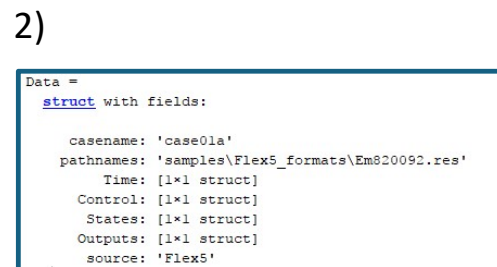 2)
Data =
struct with fields:
casename: 'case01a'
pathnames: 'samples\Flex5_formats\Em820092.res'
Time: [1×1 struct]
Control: [1×1 struct]
States: [1×1 struct]
Outputs: [1×1 struct]
source: 'Flex5'